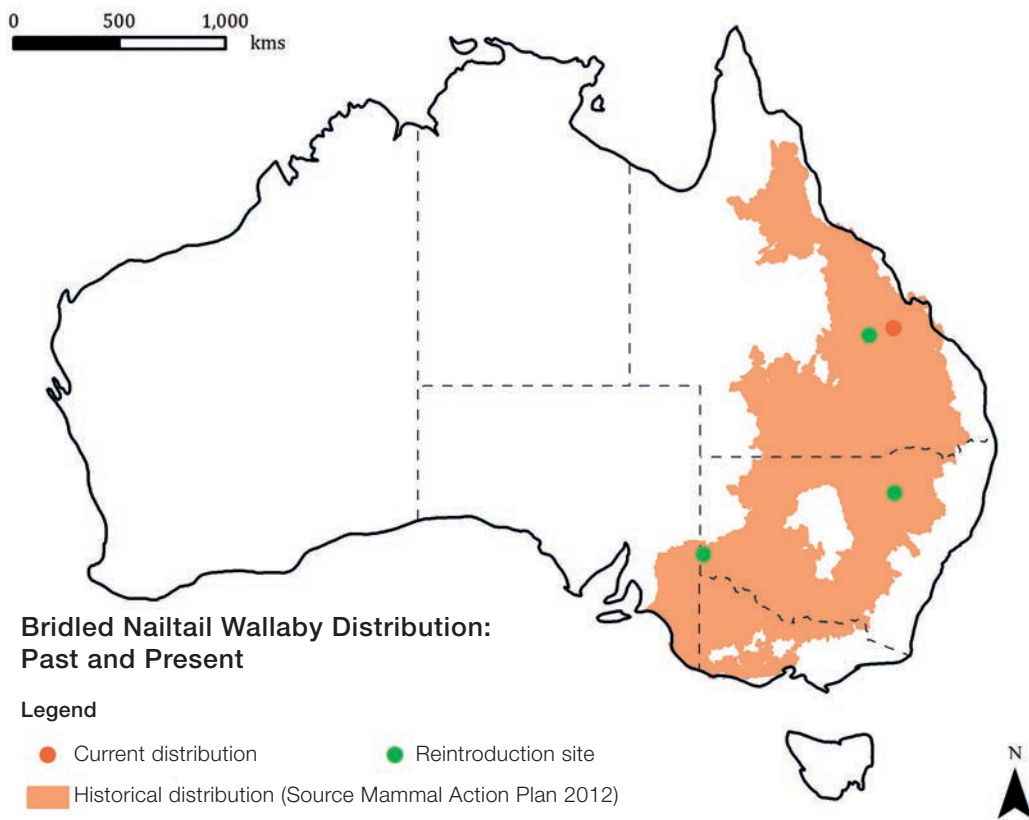 0 500 1,000
kms
Bridled Nailtail Wallaby Distribution:
Past and Present
Legend
Current distribution
Reintroduction site
Historical distribution (Source Mammal Action Plan 2012)
N